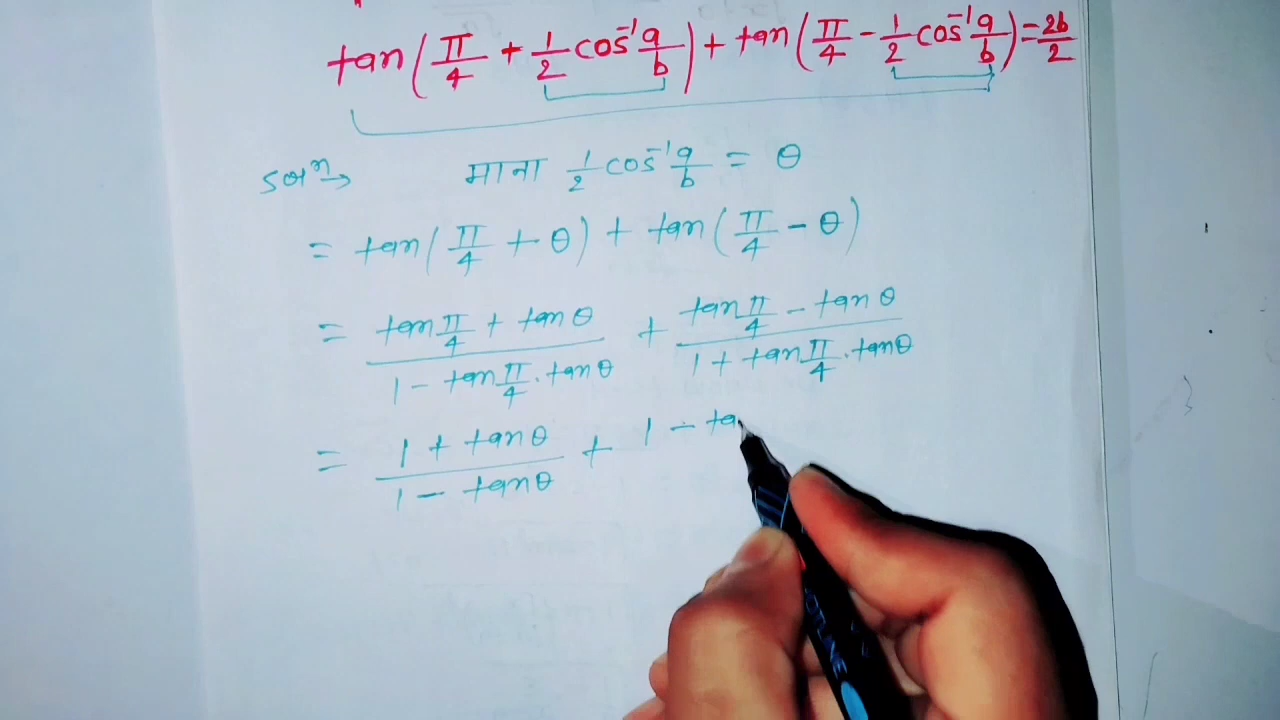 tan(π/4 + 1/2 cos⁻¹ a/b) + tan(π/4 - 1/2 cos⁻¹ a/b) = 2b/2
Solⁿ→ माना 1/2 cos⁻¹ a/b = θ
= tan(π/4 + θ) + tan(π/4 - θ)
= (tan π/4 + tan θ)/(1 - tan π/4 . tan θ) + (tan π/4 - tan θ)/(1 + tan π/4 . tan θ)
= (1 + tan θ)/(1 - tan θ) + 1 - ta